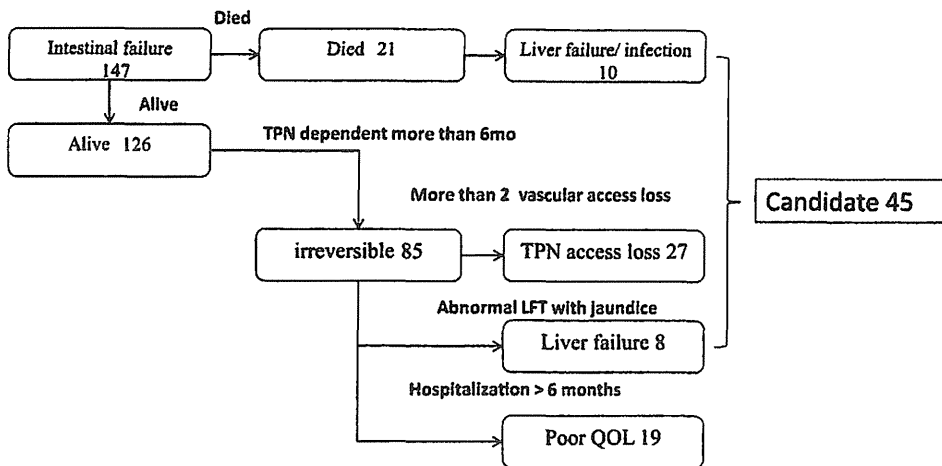 Died
Intestinal failure
147
Died 21
Liver failure/ infection
10
Alive
Alive 126
TPN dependent more than 6mo
More than 2 vascular access loss
Candidate 45
irreversible 85
TPN access loss 27
Abnormal LFT with jaundice
Liver failure 8
Hospitalization > 6 months
Poor QOL 19